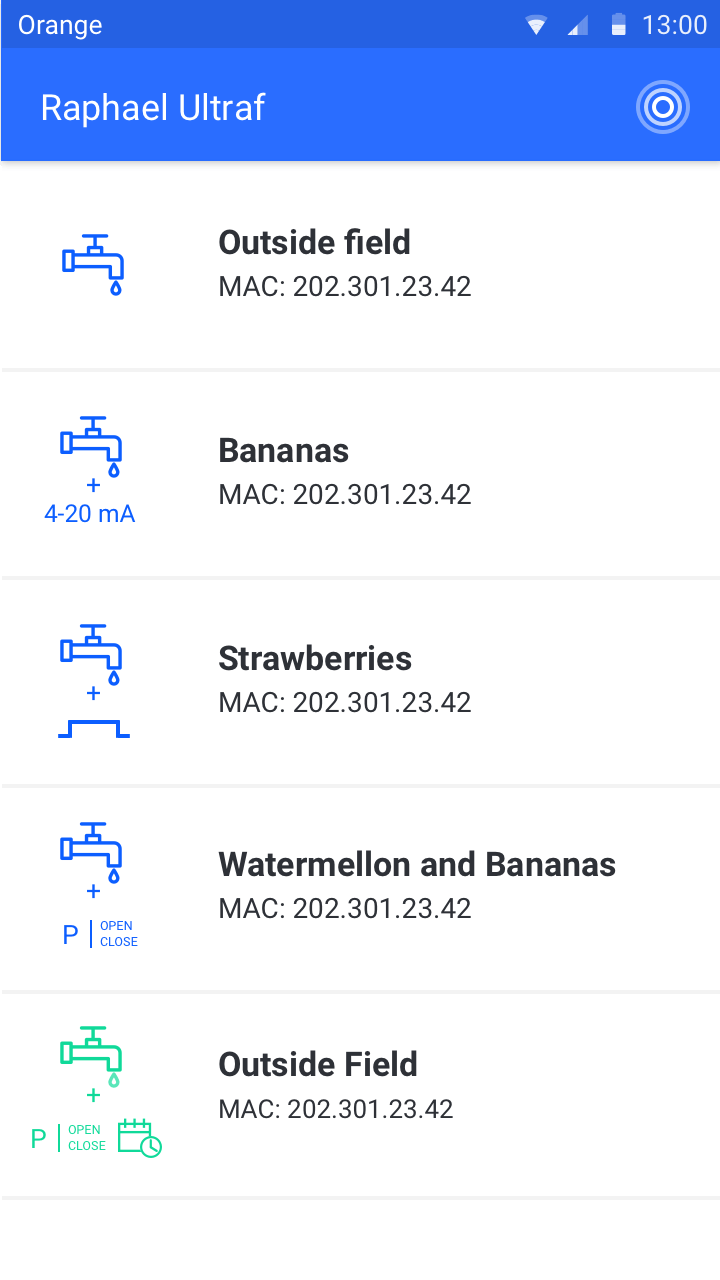 Orange 13:00
Raphael Ultraf
Outside field
MAC: 202.301.23.42
Bananas
MAC: 202.301.23.42
+
4-20 mA
Strawberries
MAC: 202.301.23.42
+
Watermellon and Bananas
MAC: 202.301.23.42
+
P | OPEN
CLOSE
Outside Field
MAC: 202.301.23.42
+
P | OPEN
CLOSE